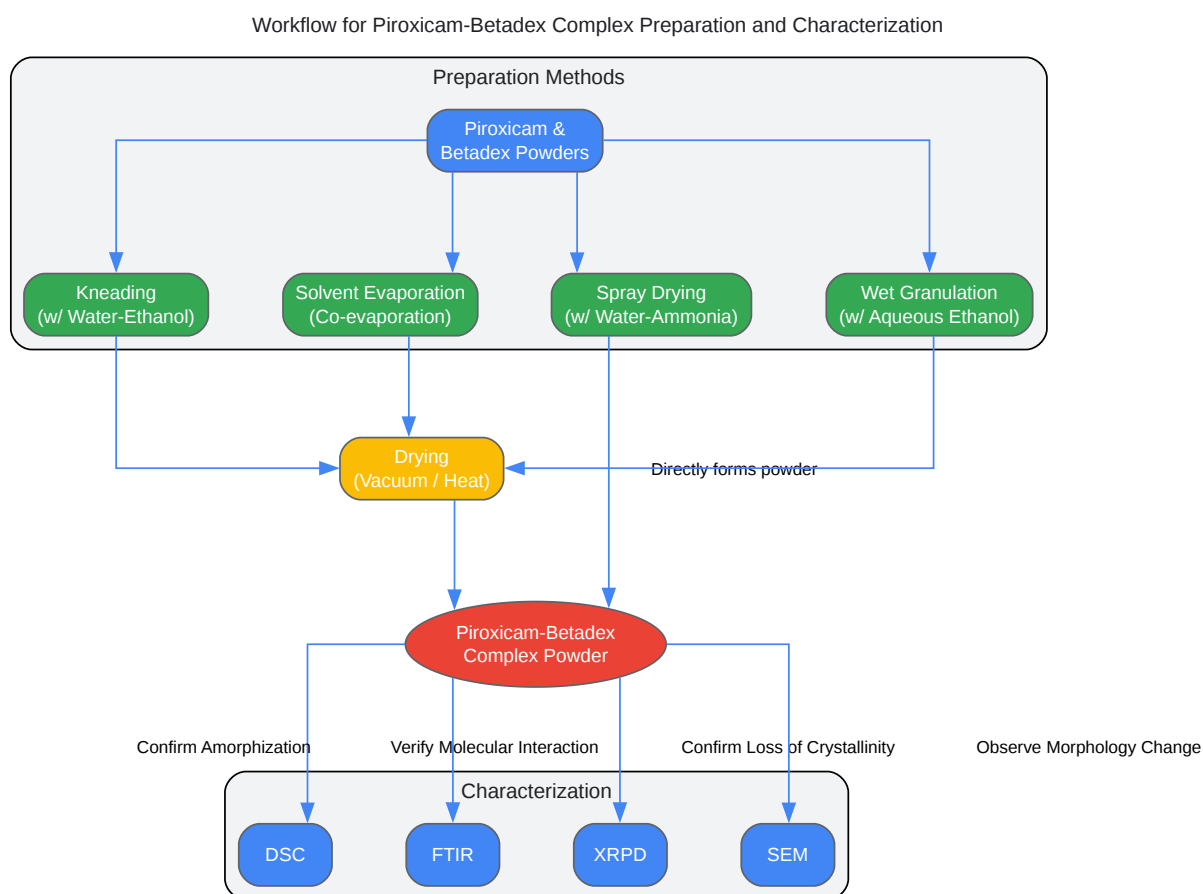 Workflow for Piroxicam-Betadex Complex Preparation and Characterization
Preparation Methods
Piroxicam &
Betadex Powders
Kneading
(w/ Water-Ethanol)
Solvent Evaporation
(Co-evaporation)
Spray Drying
(w/ Water-Ammonia)
Wet Granulation
(w/ Aqueous Ethanol)
Drying
(Vacuum / Heat)
Directly forms powder
Piroxicam-Betadex
Complex Powder
Confirm Amorphization
Verify Molecular Interaction
Confirm Loss of Crystallinity
Observe Morphology Change
Characterization
DSC
FTIR
XRPD
SEM